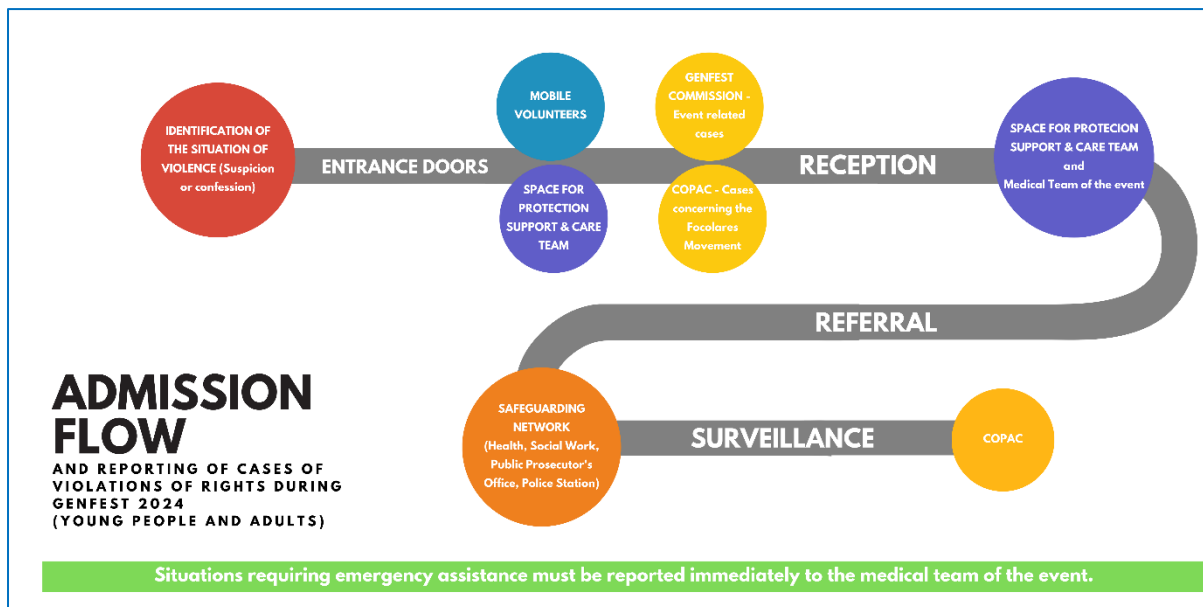 IDENTIFICATION OF
THE SITUATION OF
VIOLENCE (Suspicion
or confession)
ENTRANCE DOORS
MOBILE
VOLUNTEERS
SPACE FOR
PROTECTION
SUPPORT & CARE
TEAM
GENFEST
COMMISSION -
Event related
cases
COPAC - Cases
concerning the
Focolares
Movement
RECEPTION
SPACE FOR PROTECION
SUPPORT & CARE TEAM
and
Medical Team of the event
REFERRAL
SAFEGUARDING
NETWORK
(Health, Social Work,
Public Prosecutor's
Office, Police Station)
SURVEILLANCE
COPAC
ADMISSION
FLOW
AND REPORTING OF CASES OF
VIOLATIONS OF RIGHTS DURING
GENFEST 2024
(YOUNG PEOPLE AND ADULTS)
Situations requiring emergency assistance must be reported immediately to the medical team of the event.